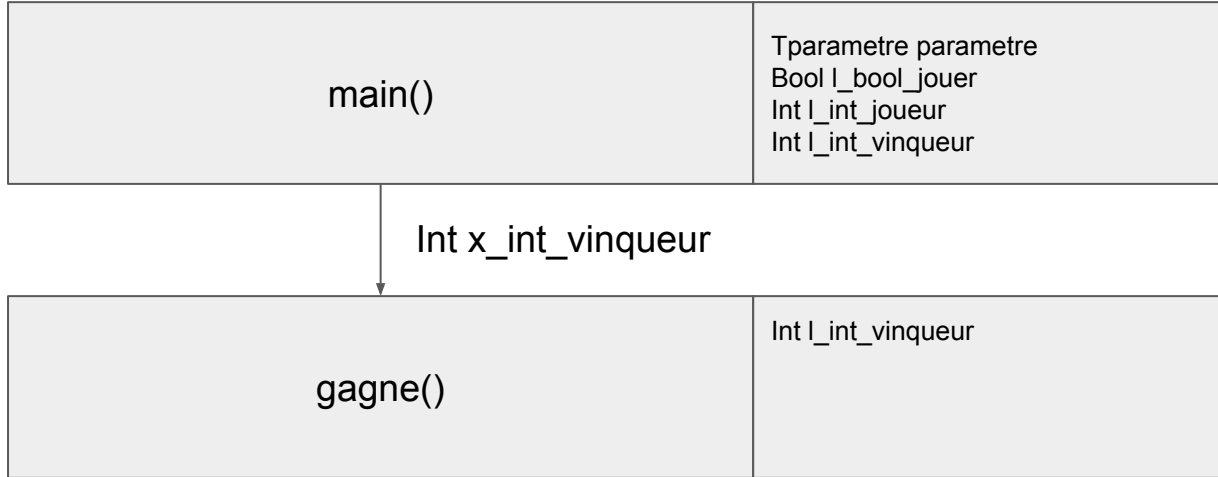 main()
Tparametre parametre
Bool l_bool_jouer
Int l_int_joueur
Int l_int_vinqueur
Int x_int_vinqueur
gagne()
Int l_int_vinqueur